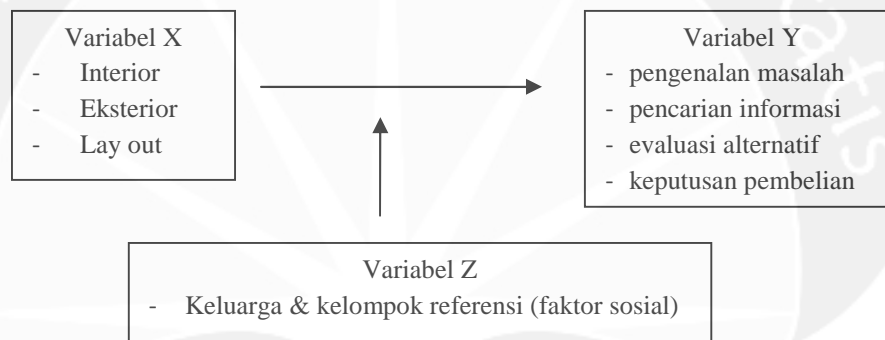 Variabel X
- Interior
- Eksterior
- Lay out
Variabel Y
- pengenalan masalah
- pencarian informasi
- evaluasi alternatif
- keputusan pembelian
Variabel Z
- Keluarga & kelompok referensi (faktor sosial)